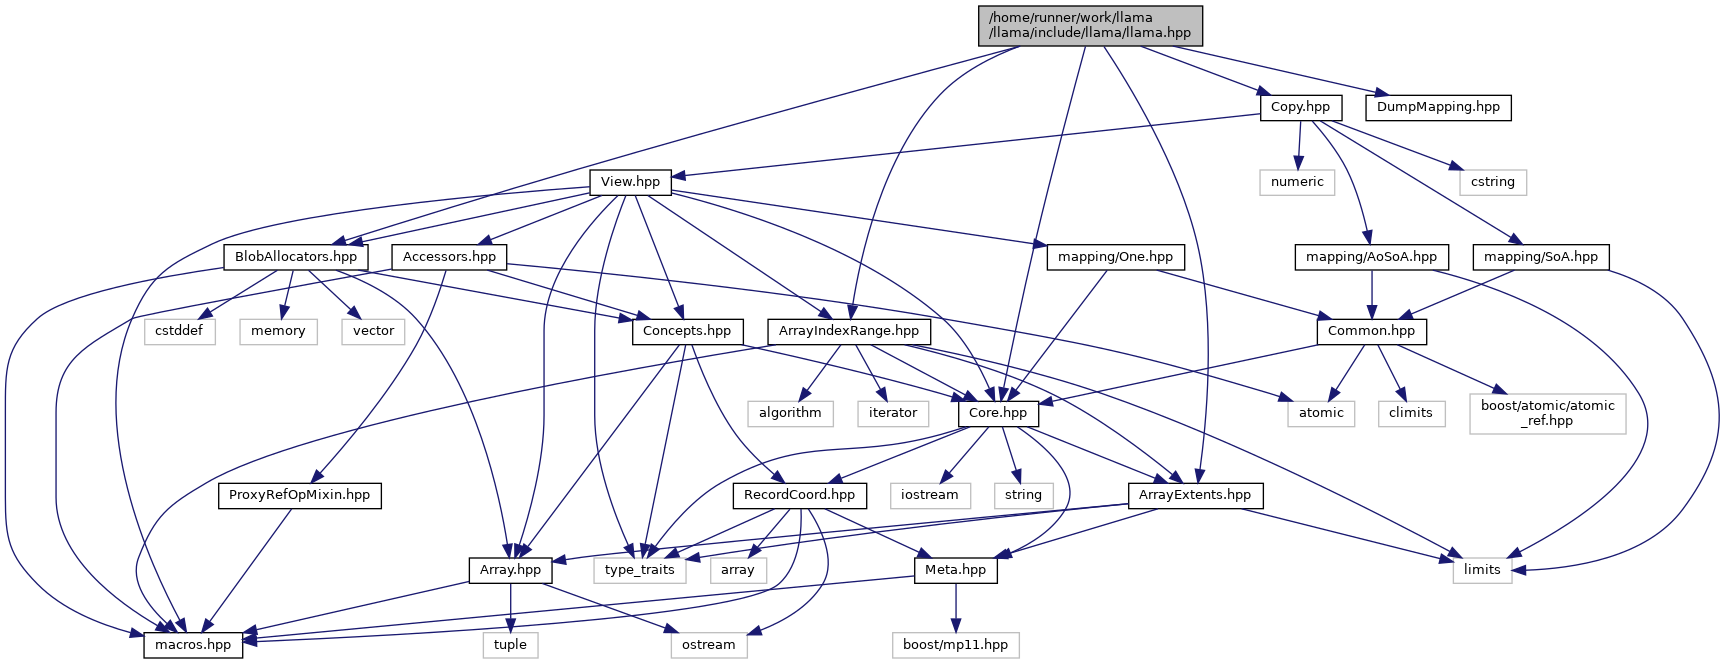 /home/runner/work/llama
/llama/include/llama/llama.hpp
Copy.hpp
DumpMapping.hpp
View.hpp
numeric
cstring
BlobAllocators.hpp
Accessors.hpp
mapping/One.hpp
mapping/AoSoA.hpp
mapping/SoA.hpp
cstddef
memory
vector
Concepts.hpp
ArrayIndexRange.hpp
Common.hpp
algorithm
iterator
Core.hpp
atomic
climits
boost/atomic/atomic
_ref.hpp
ProxyRefOpMixin.hpp
RecordCoord.hpp
iostream
string
ArrayExtents.hpp
Array.hpp
type_traits
array
Meta.hpp
limits
macros.hpp
tuple
ostream
boost/mp11.hpp